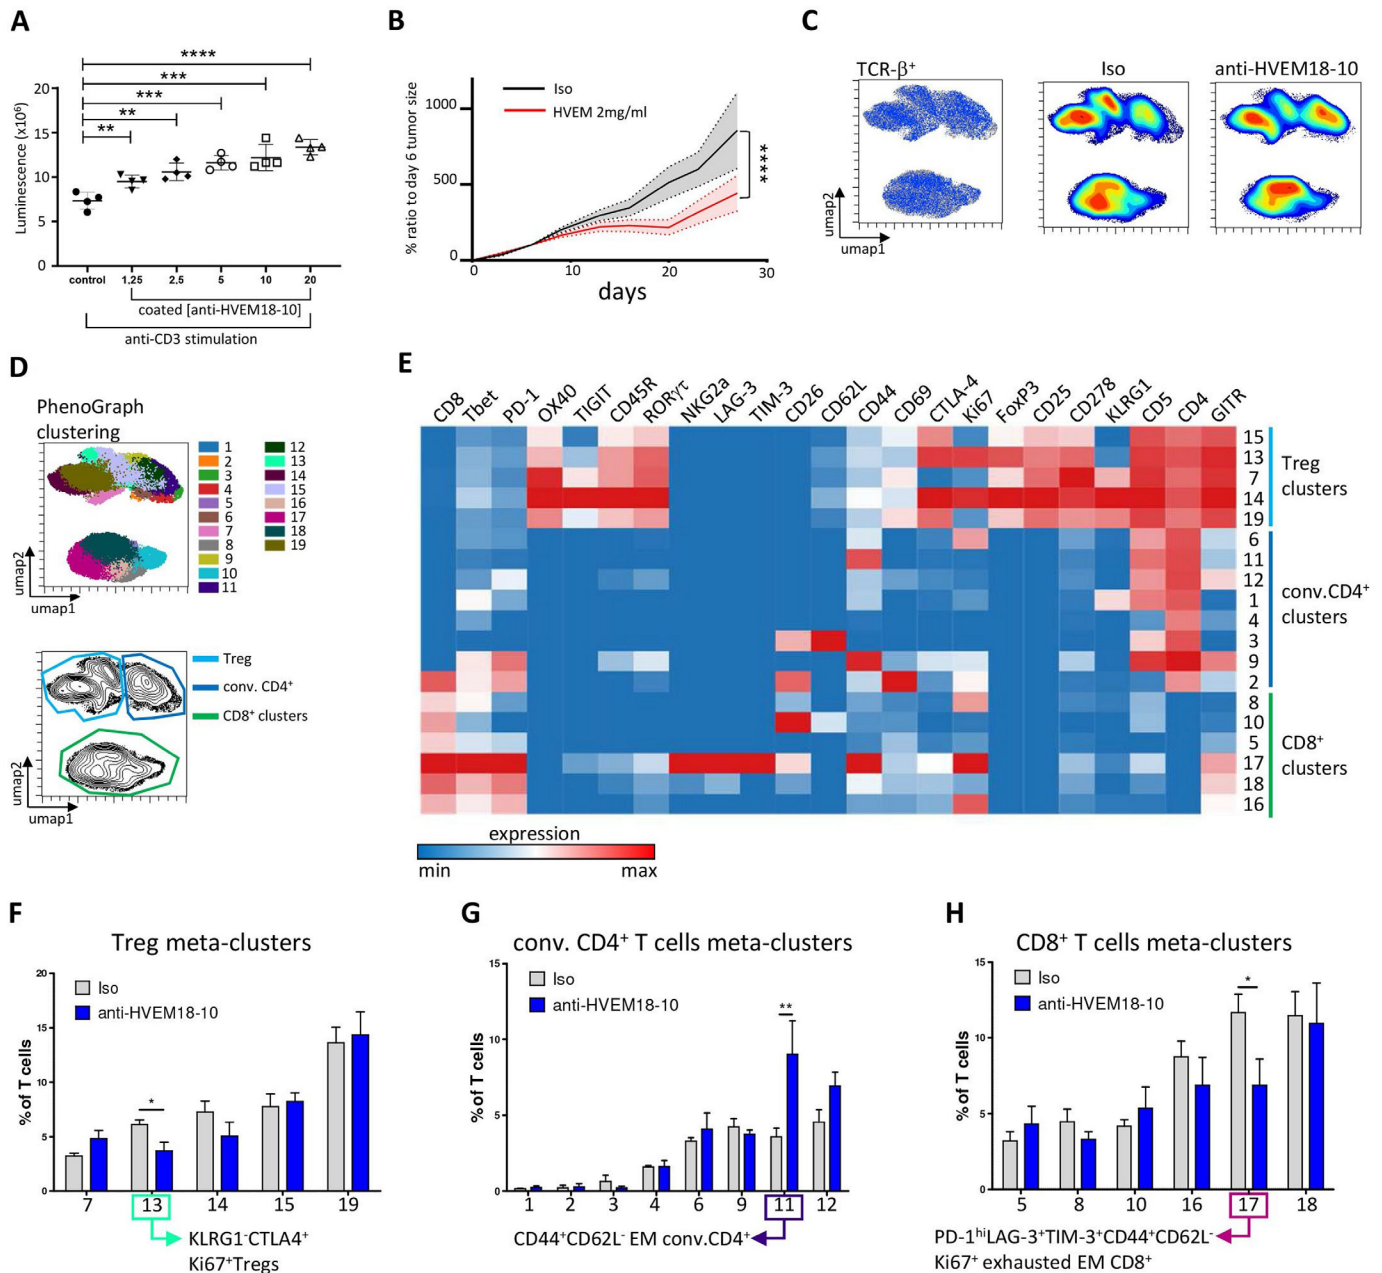 A
****
***
***
**
**
Luminescence (x10⁶)
20
15
10
5
0
control
1,25
2,5
5
10
20
coated [anti-HVEM18-10]
anti-CD3 stimulation
B
% ratio to day 6 tumor size
1000
500
0
Iso
HVEM 2mg/ml
****
0
10
20
30
days
C
TCR-β⁺
Iso
anti-HVEM18-10
umap2
umap1
D
PhenoGraph
clustering
1
2
3
4
5
6
7
8
9
10
11
12
13
14
15
16
17
18
19
umap2
umap1
Treg
conv. CD4⁺
CD8⁺ clusters
umap2
umap1
E
CD8
Tbet
PD-1
OX40
TIGIT
CD45R
RORγτ
NKG2a
LAG-3
TIM-3
CD26
CD62L
CD44
CD69
CTLA-4
Ki67
FoxP3
CD25
CD278
KLRG1
CD5
CD4
GITR
15
13
7
14
19
6
11
12
1
4
3
9
2
8
10
5
17
18
16
Treg
clusters
conv.CD4⁺
clusters
CD8⁺
clusters
expression
min
max
F
Treg meta-clusters
% of T cells
20
15
10
5
0
Iso
anti-HVEM18-10
*
7
13
14
15
19
KLRG1⁻CTLA4⁺
Ki67⁺Tregs
G
conv. CD4⁺ T cells meta-clusters
% of T cells
15
10
5
0
Iso
anti-HVEM18-10
**
1
2
3
4
6
9
11
12
CD44⁺CD62L⁻ EM conv.CD4⁺
H
CD8⁺ T cells meta-clusters
% of T cells
15
10
5
0
Iso
anti-HVEM18-10
*
5
8
10
16
17
18
PD-1ʰⁱLAG-3⁺TIM-3⁺CD44⁺CD62L⁻
Ki67⁺ exhausted EM CD8⁺